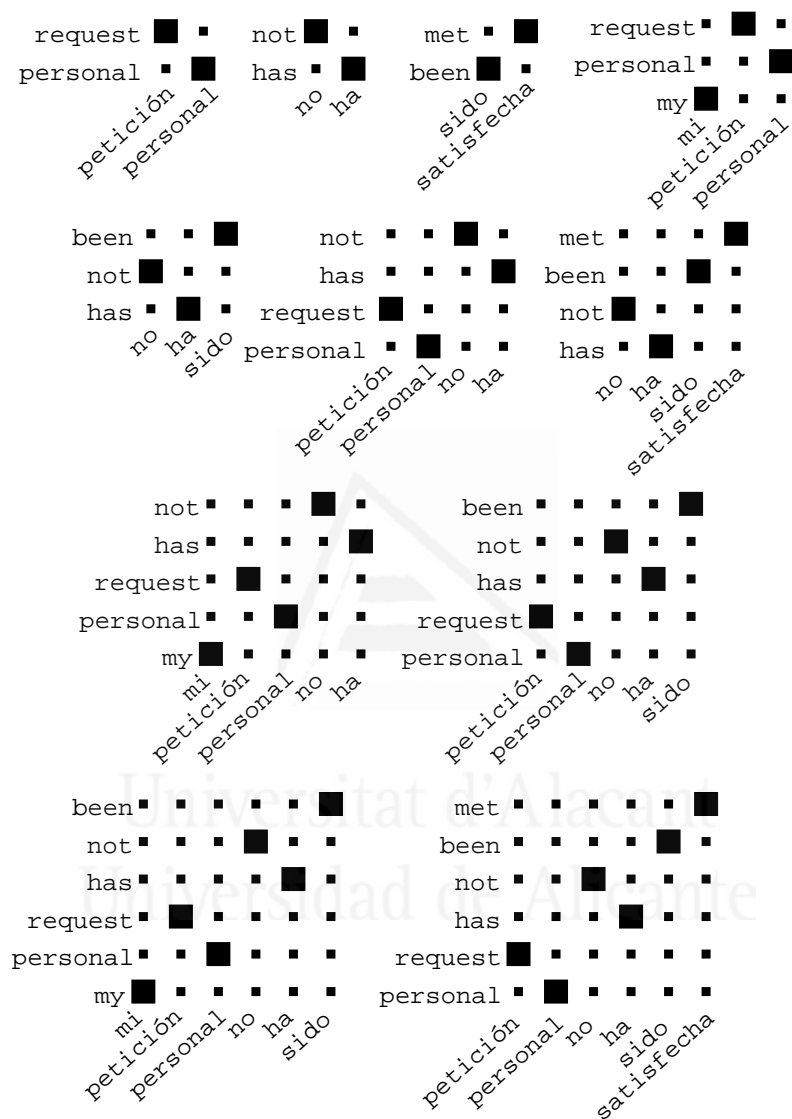 request
personal
petición
personal
not
has
no
ha
met
been
sido
satisfecha
request
personal
my
mi
petición
personal
been
not
has
no
ha
sido
not
has
request
personal
petición
personal
no
ha
met
been
not
has
no
ha
sido
satisfecha
not
has
request
personal
my
mi
petición
personal
no
ha
been
not
has
request
personal
petición
personal
no
ha
sido
been
not
has
request
personal
my
mi
petición
personal
no
ha
sido
met
been
not
has
request
personal
petición
personal
no
ha
sido
satisfecha
Universitat d'Alacant
Universidad de Alicante